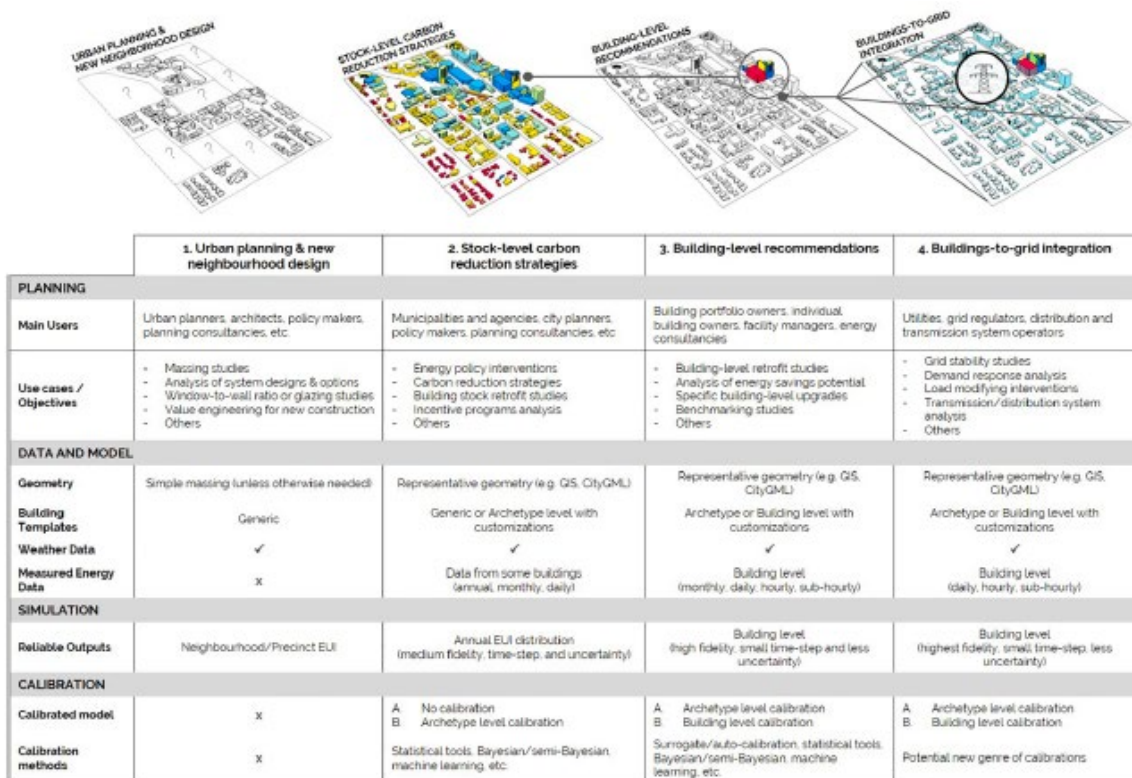 URBAN PLANNING &
NEW NEIGHBORHOOD DESIGN
STOCK-LEVEL CARBON
REDUCTION STRATEGIES
BUILDING-LEVEL
RECOMMENDATIONS
BUILDINGS-TO-GRID
INTEGRATION
? ? ? ? ? ?
1. Urban planning & new
neighbourhood design
2. Stock-level carbon
reduction strategies
3. Building-level recommendations
4. Buildings-to-grid integration
PLANNING
Main Users
Urban planners, architects, policy makers,
planning consultancies, etc.
Municipalities and agencies, city planners,
policy makers, planning consultancies, etc
Building portfolio owners, individual
building owners, facility managers, energy
consultancies
Utilities, grid regulators, distribution and
transmission system operators
Use cases /
Objectives
- Massing studies
- Analysis of system designs & options
- Window-to-wall ratio or glazing studies
- Value engineering for new construction
- Others
- Energy policy interventions
- Carbon reduction strategies
- Building stock retrofit studies
- Incentive programs analysis
- Others
- Building-level retrofit studies
- Analysis of energy savings potential
- Specific building-level upgrades
- Benchmarking studies
- Others
- Grid stability studies
- Demand response analysis
- Load modifying interventions
- Transmission/distribution system
analysis
- Others
DATA AND MODEL
Geometry
Simple massing (unless otherwise needed)
Representative geometry (e.g. GIS, CityGML)
Representative geometry (e.g. GIS,
CityGML)
Representative geometry (e.g. GIS,
CityGML)
Building
Templates
Generic
Generic or Archetype level with
customizations
Archetype or Building level with
customizations
Archetype or Building level with
customizations
Weather Data
✓
✓
✓
✓
Measured Energy
Data
x
Data from some buildings
(annual, monthly, daily)
Building level
(monthly, daily, hourly, sub-hourly)
Building level
(daily, hourly, sub-hourly)
SIMULATION
Reliable Outputs
Neighbourhood/Precinct EUI
Annual EUI distribution
(medium fidelity, time-step, and uncertainty)
Building level
(high fidelity, small time-step and less
uncertainty)
Building level
(highest fidelity, small time-step, less
uncertainty)
CALIBRATION
Calibrated model
x
A. No calibration
B. Archetype level calibration
A. Archetype level calibration
B. Building level calibration
A. Archetype level calibration
B. Building level calibration
Calibration
methods
x
Statistical tools, Bayesian/semi-Bayesian,
machine learning, etc.
Surrogate/auto-calibration, statistical tools,
Bayesian/semi-Bayesian, machine
learning, etc.
Potential new genre of calibrations